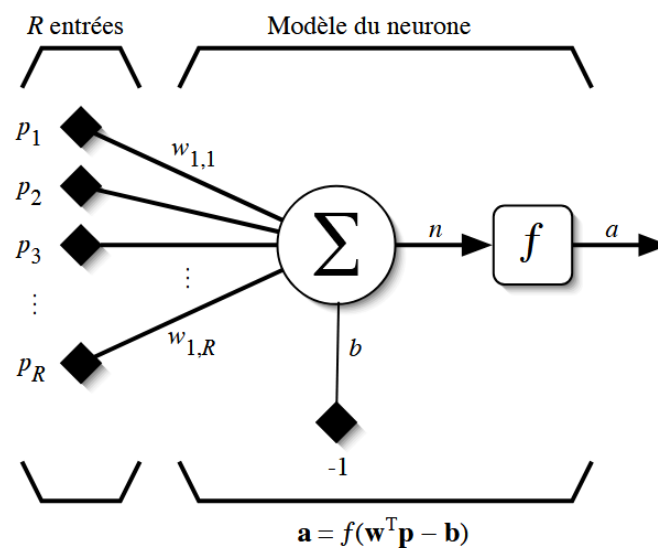 R entrées
Modèle du neurone
p1
w1,1
p2
p3
n
f
a
Σ
⋮
⋮
w1,R
b
pR
-1
a = f(wᵀp – b)